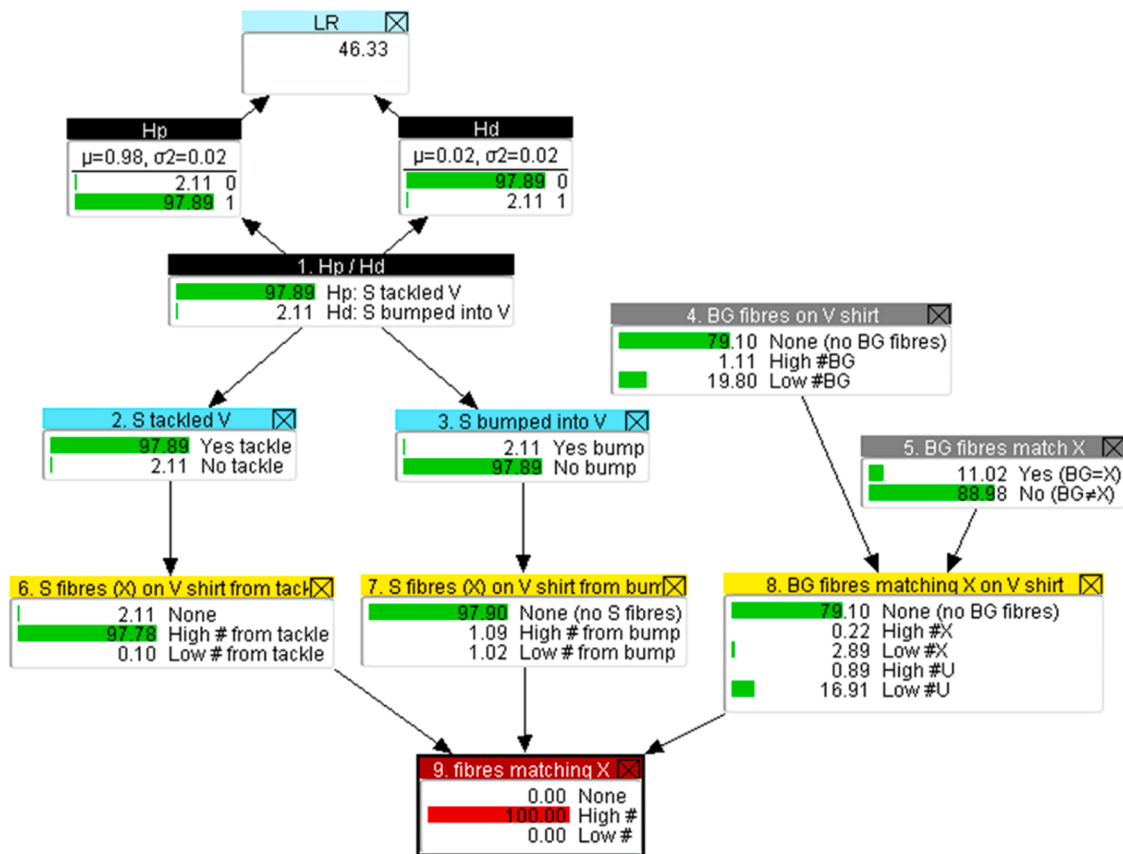 LR
46.33
Hp
μ=0.98, σ2=0.02
2.11 0
97.89 1
Hd
μ=0.02, σ2=0.02
97.89 0
2.11 1
1. Hp / Hd
97.89 Hp: S tackled V
2.11 Hd: S bumped into V
4. BG fibres on V shirt
79.10 None (no BG fibres)
1.11 High #BG
19.80 Low #BG
2. S tackled V
97.89 Yes tackle
2.11 No tackle
3. S bumped into V
2.11 Yes bump
97.89 No bump
5. BG fibres match X
11.02 Yes (BG=X)
88.98 No (BG≠X)
6. S fibres (X) on V shirt from tack
2.11 None
97.78 High # from tackle
0.10 Low # from tackle
7. S fibres (X) on V shirt from bum
97.90 None (no S fibres)
1.09 High # from bump
1.02 Low # from bump
8. BG fibres matching X on V shirt
79.10 None (no BG fibres)
0.22 High #X
2.89 Low #X
0.89 High #U
16.91 Low #U
9. fibres matching X
0.00 None
100.00 High #
0.00 Low #